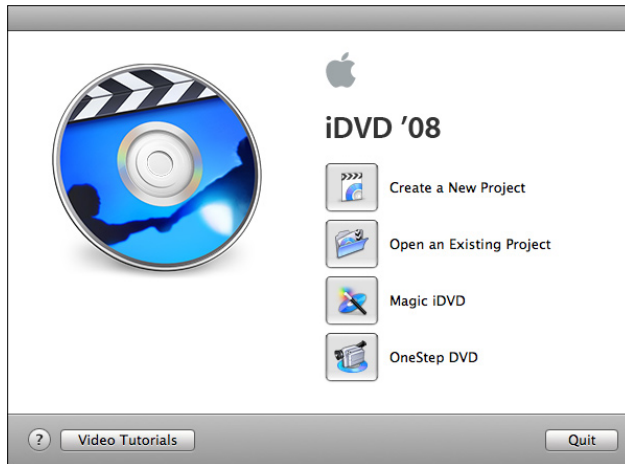 iDVD '08
Create a New Project
Open an Existing Project
Magic iDVD
OneStep DVD
? Video Tutorials Quit